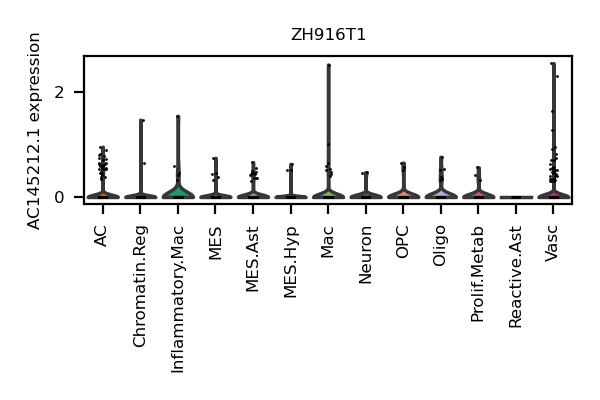 ZH916T1
AC145212.1 expression
2
0
AC
Chromatin.Reg
Inflammatory.Mac
MES
MES.Ast
MES.Hyp
Mac
Neuron
OPC
Oligo
Prolif.Metab
Reactive.Ast
Vasc